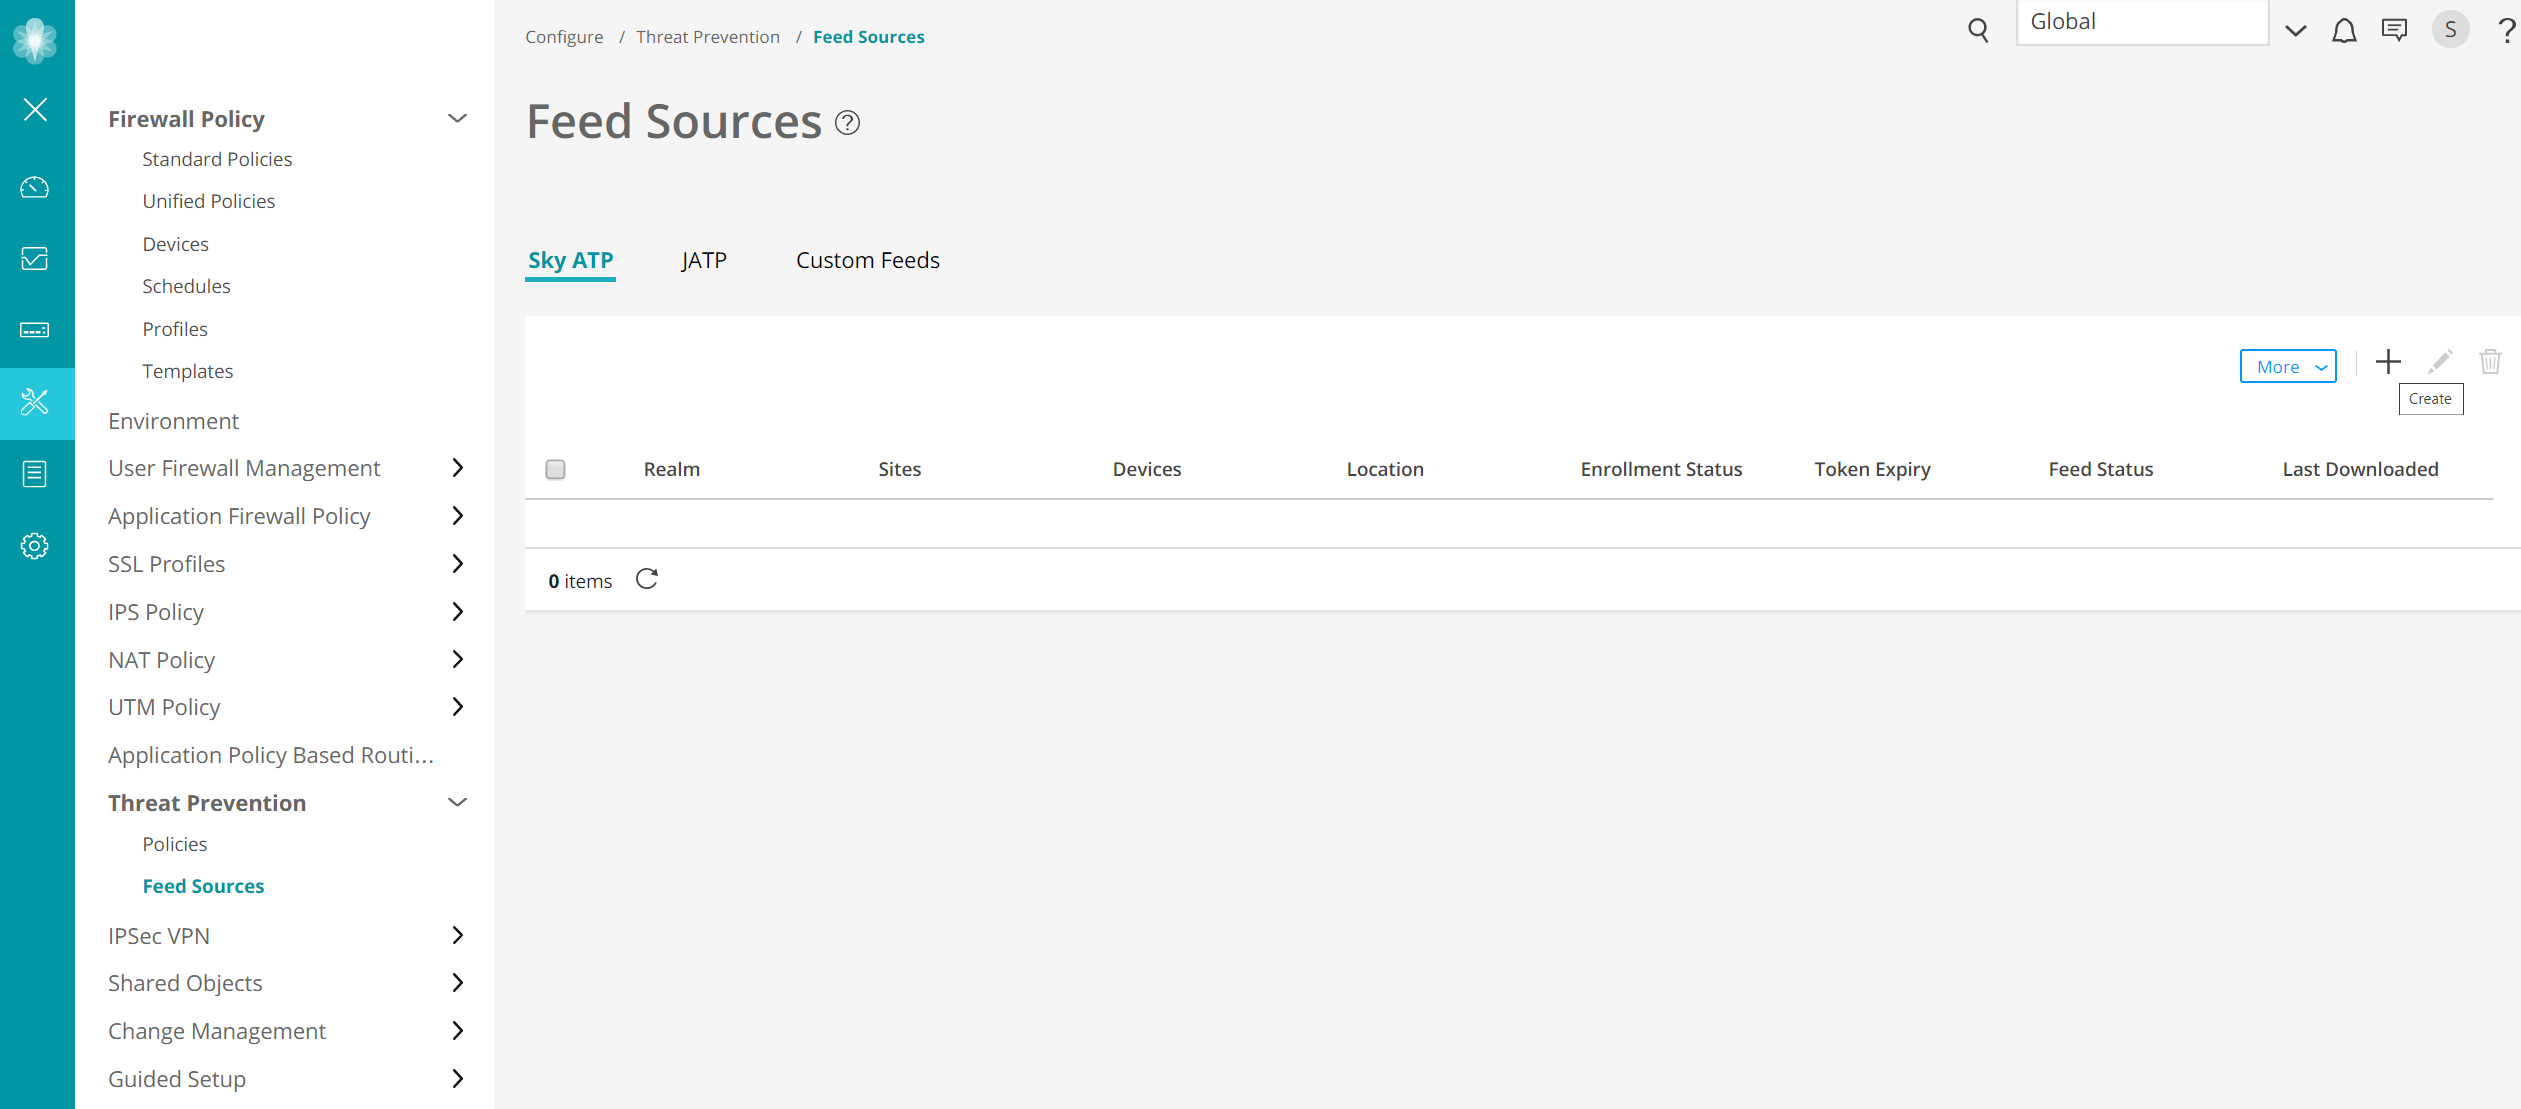 Configure / Threat Prevention / Feed Sources
Global
S
?
Firewall Policy
Standard Policies
Unified Policies
Devices
Schedules
Profiles
Templates
Environment
User Firewall Management
Application Firewall Policy
SSL Profiles
IPS Policy
NAT Policy
UTM Policy
Application Policy Based Routi...
Threat Prevention
Policies
Feed Sources
IPSec VPN
Shared Objects
Change Management
Guided Setup
Feed Sources ?
Sky ATP JATP Custom Feeds
More
Create
Realm Sites Devices Location Enrollment Status Token Expiry Feed Status Last Downloaded
0 items